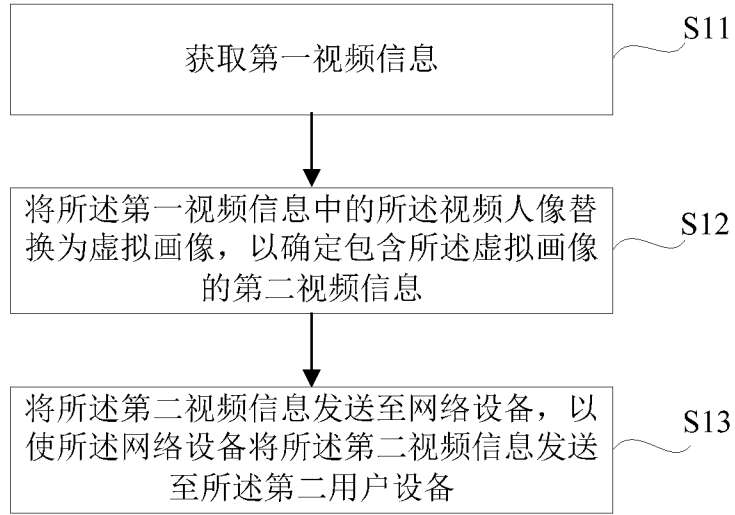 获取第一视频信息
S11
将所述第一视频信息中的所述视频人像替
换为虚拟画像，以确定包含所述虚拟画像
的第二视频信息
S12
将所述第二视频信息发送至网络设备，以
使所述网络设备将所述第二视频信息发送
至所述第二用户设备
S13